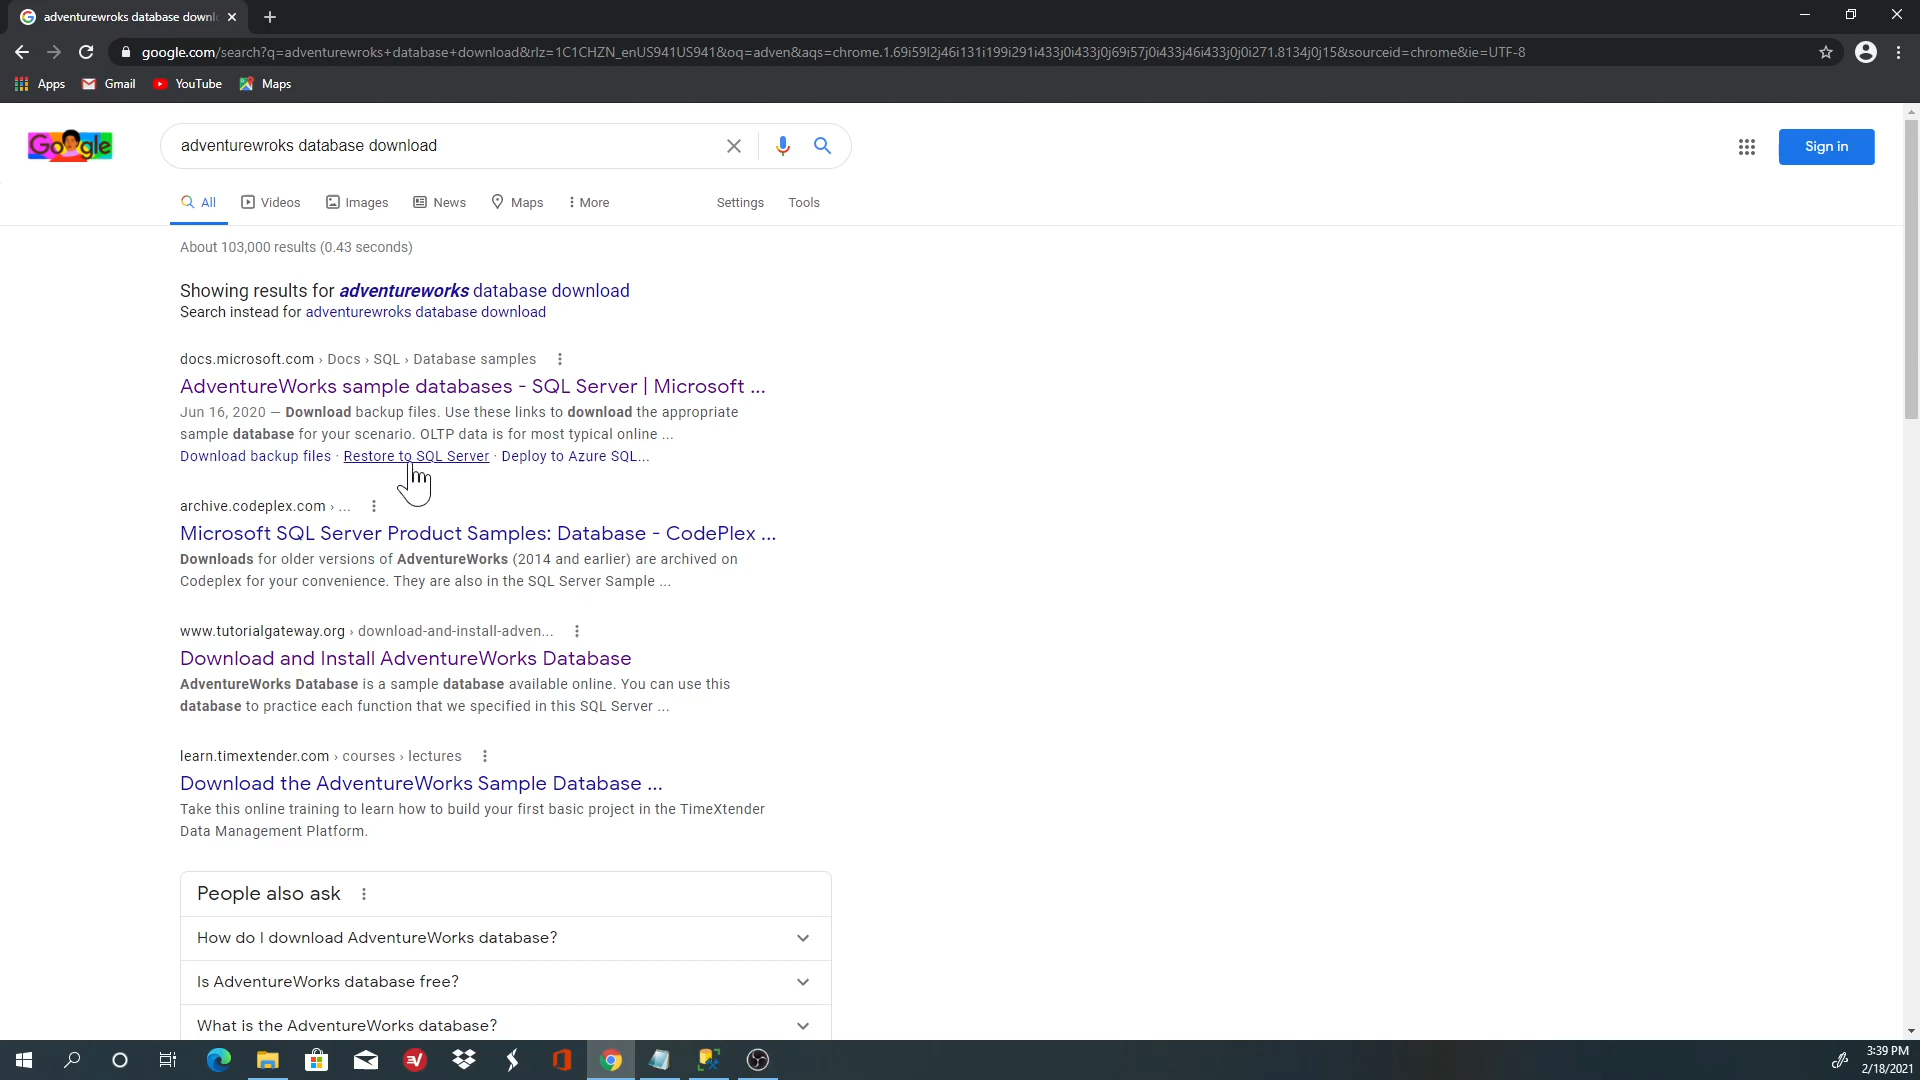 adventurewroks database downl
google.com/search?q=adventurewroks+database+download&rlz=1C1CHZN_enUS941US941&oq=adven&aqs=chrome.1.69i59l2j46i131i199i291i433j0i433j0j69i57j0i433j46i433j0j0i271.8134j0j15&sourceid=chrome&ie=UTF-8
Apps Gmail YouTube Maps
Google
adventurewroks database download
Sign in
All Videos Images News Maps More Settings Tools
About 103,000 results (0.43 seconds)
Showing results for adventureworks database download
Search instead for adventurewroks database download
docs.microsoft.com › Docs › SQL › Database samples
AdventureWorks sample databases - SQL Server | Microsoft ...
Jun 16, 2020 — Download backup files. Use these links to download the appropriate
sample database for your scenario. OLTP data is for most typical online ...
Download backup files · Restore to SQL Server · Deploy to Azure SQL...
archive.codeplex.com › ...
Microsoft SQL Server Product Samples: Database - CodePlex ...
Downloads for older versions of AdventureWorks (2014 and earlier) are archived on
Codeplex for your convenience. They are also in the SQL Server Sample ...
www.tutorialgateway.org › download-and-install-adven...
Download and Install AdventureWorks Database
AdventureWorks Database is a sample database available online. You can use this
database to practice each function that we specified in this SQL Server ...
learn.timextender.com › courses › lectures
Download the AdventureWorks Sample Database ...
Take this online training to learn how to build your first basic project in the TimeXtender
Data Management Platform.
People also ask
How do I download AdventureWorks database?
Is AdventureWorks database free?
What is the AdventureWorks database?
3:39 PM
2/18/2021